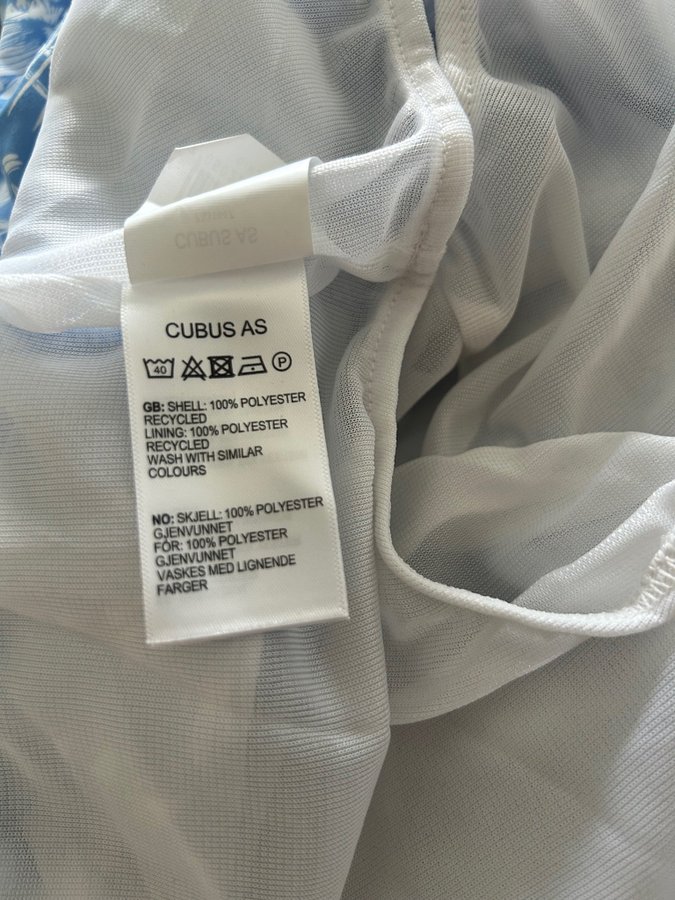 CUBUS AS
CUBUS AS
40
P
GB: SHELL: 100% POLYESTER
RECYCLED
LINING: 100% POLYESTER
RECYCLED
WASH WITH SIMILAR
COLOURS
NO: SKJELL: 100% POLYESTER
GJENVUNNET
FÓR: 100% POLYESTER
GJENVUNNET
VASKES MED LIGNENDE
FARGER